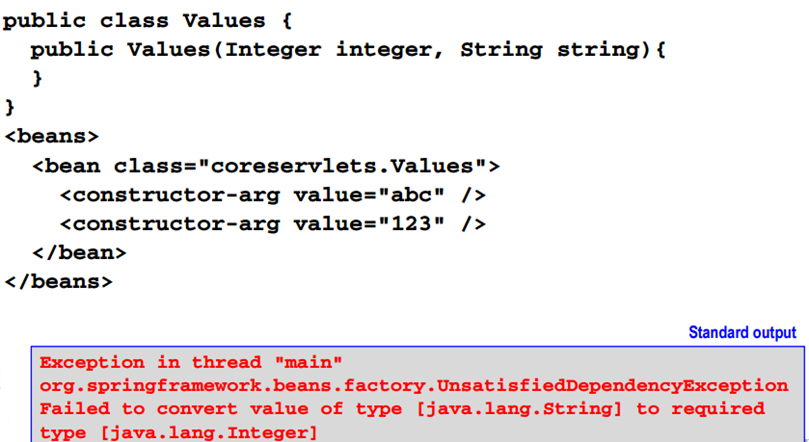 public class Values {
  public Values(Integer integer, String string){
  }
}
<beans>
  <bean class="coreservlets.Values">
    <constructor-arg value="abc" />
    <constructor-arg value="123" />
  </bean>
</beans>
Standard output
Exception in thread "main"
org.springframework.beans.factory.UnsatisfiedDependencyException
Failed to convert value of type [java.lang.String] to required
type [java.lang.Integer]